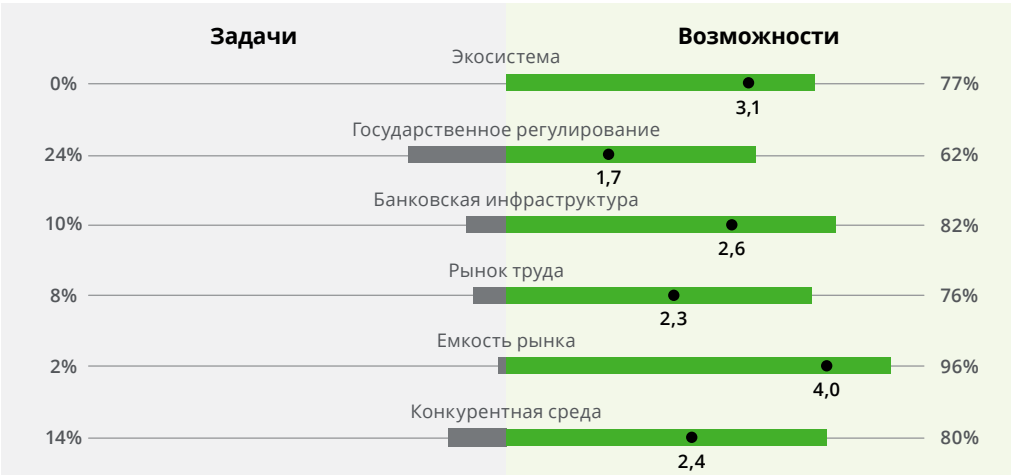 Задачи
Возможности
Экосистема
0%
77%
3,1
Государственное регулирование
24%
62%
1,7
Банковская инфраструктура
10%
82%
2,6
Рынок труда
8%
76%
2,3
Емкость рынка
2%
96%
4,0
Конкурентная среда
14%
80%
2,4